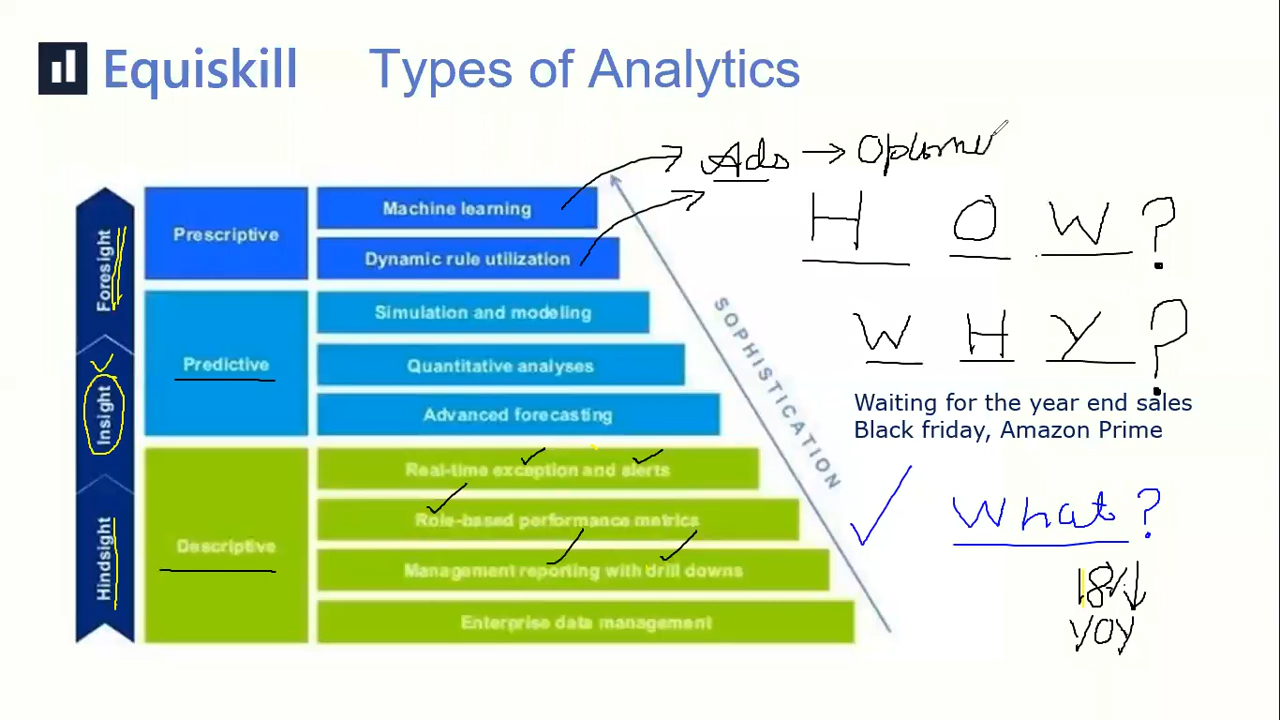 Equiskill Types of Analytics
Ads →
HOW?
WHY?
Waiting for the year end sales
Black friday, Amazon Prime
What?
18% ↓
YOY
Foresight
Insight
Hindsight
Prescriptive
Machine learning
Dynamic rule utilization
Predictive
Simulation and modeling
Quantitative analyses
Advanced forecasting
Descriptive
Real-time exception and alerts
Role-based performance metrics
Management reporting with drill downs
Enterprise data management
SOPHISTICATION